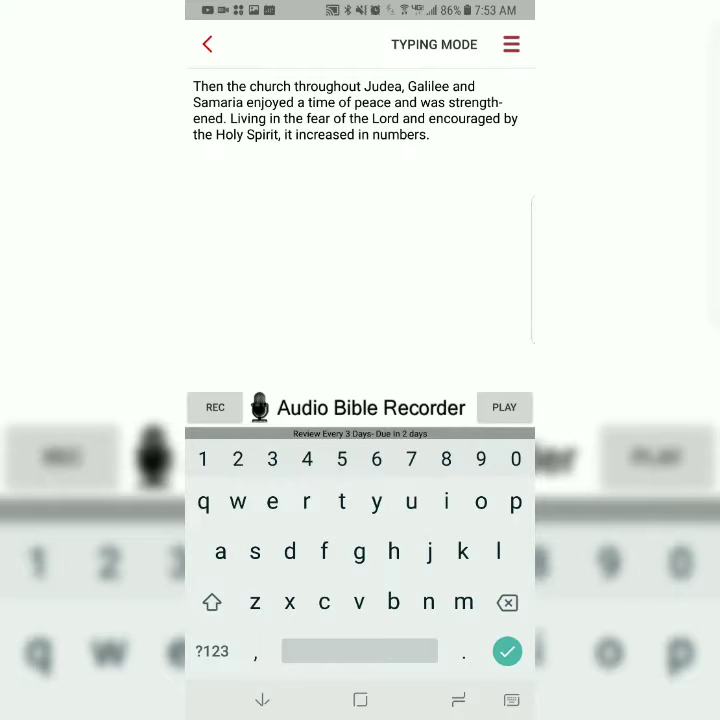 86% 7:53 AM
TYPING MODE
Then the church throughout Judea, Galilee and
Samaria enjoyed a time of peace and was strength-
ened. Living in the fear of the Lord and encouraged by
the Holy Spirit, it increased in numbers.
REC Audio Bible Recorder PLAY
Review Every 3 Days- Due in 2 days
1 2 3 4 5 6 7 8 9 0
q w e r t y u i o p
a s d f g h j k l
z x c v b n m
?123 , .